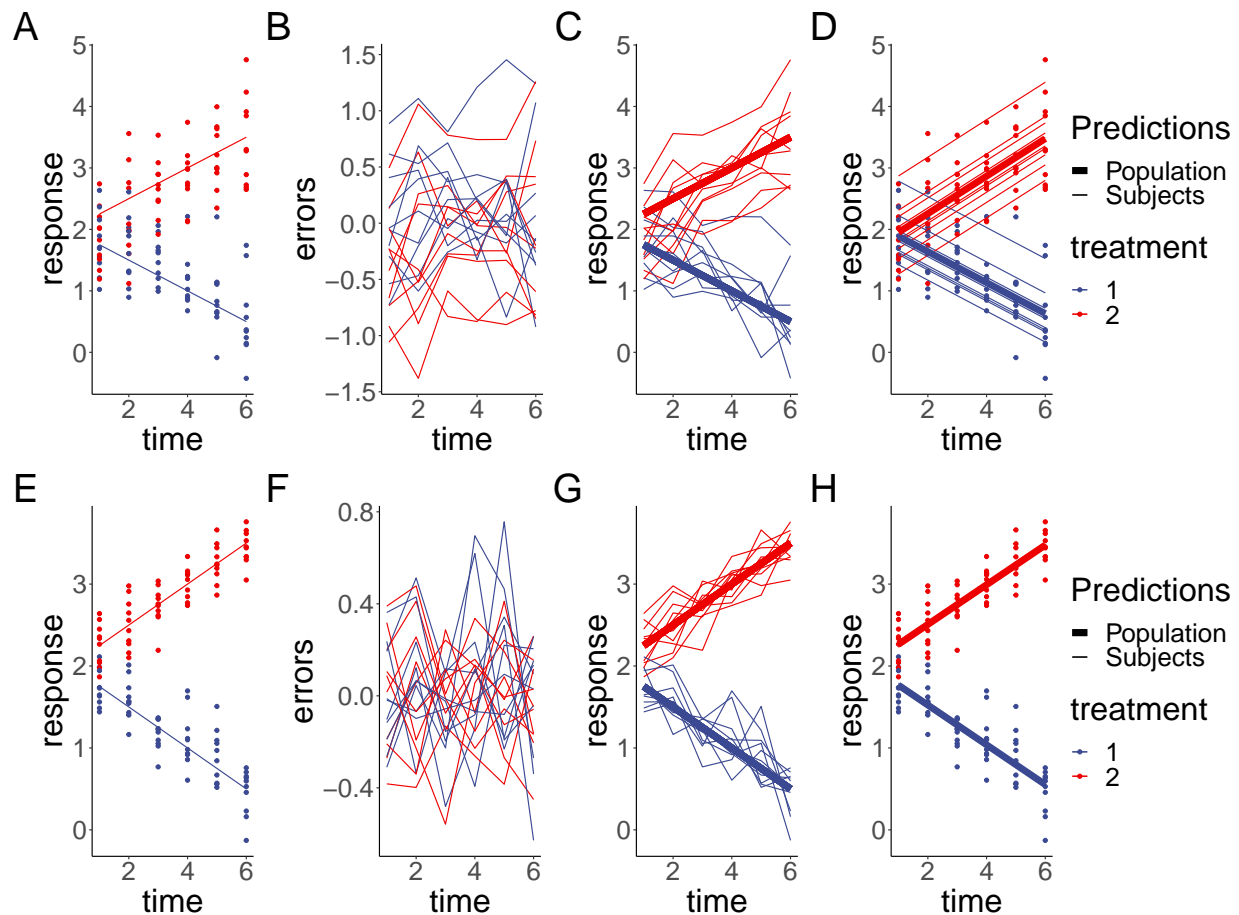 A
response
5
4
3
2
1
0
2 4 6
time
B
errors
1.5
1.0
0.5
0.0
−0.5
−1.0
−1.5
2 4 6
time
C
response
5
4
3
2
1
0
2 4 6
time
D
response
5
4
3
2
1
0
2 4 6
time
Predictions
Population
Subjects
treatment
1
2
E
response
3
2
1
0
2 4 6
time
F
errors
0.8
0.4
0.0
−0.4
2 4 6
time
G
response
3
2
1
0
2 4 6
time
H
response
3
2
1
0
2 4 6
time
Predictions
Population
Subjects
treatment
1
2